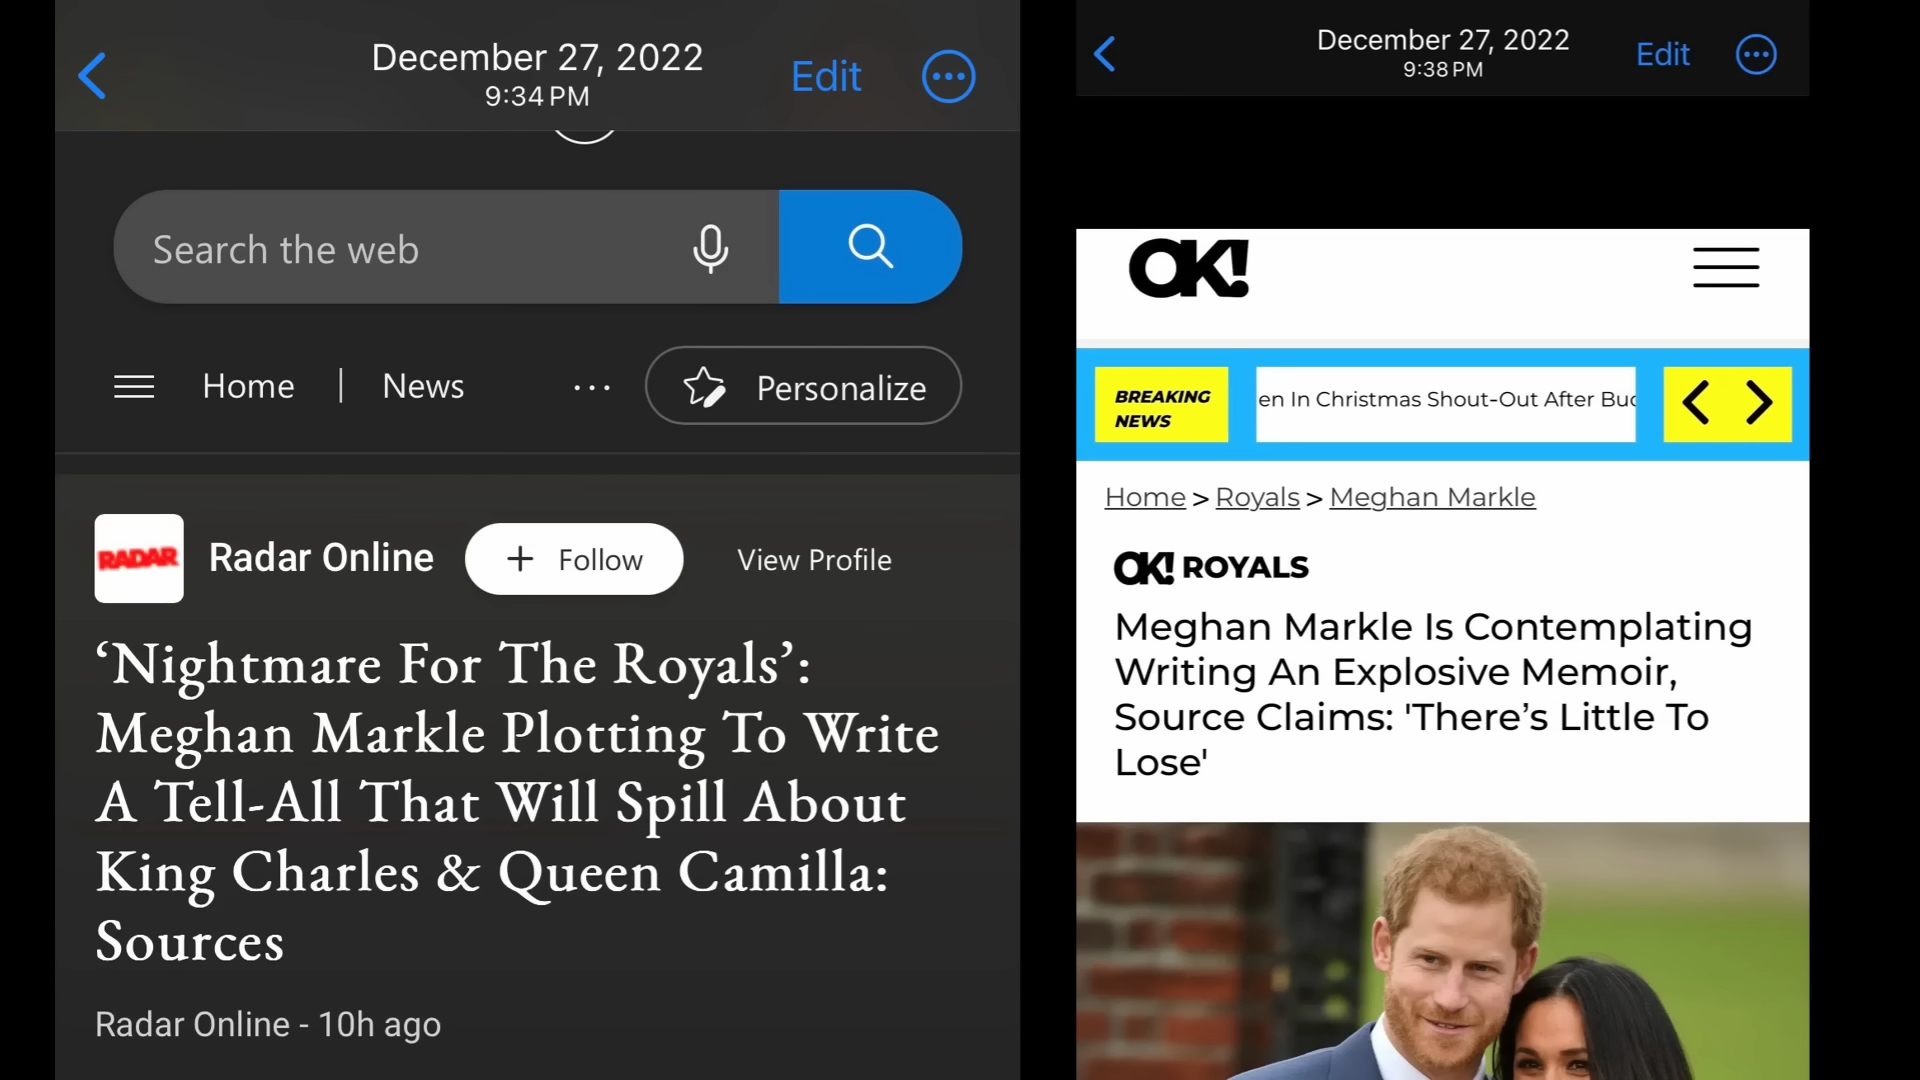 December 27, 2022
9:34 PM
Edit
Search the web
Home | News
Personalize
RADAR
Radar Online
+ Follow
View Profile
‘Nightmare For The Royals’:
Meghan Markle Plotting To Write
A Tell-All That Will Spill About
King Charles & Queen Camilla:
Sources
Radar Online - 10h ago
December 27, 2022
9:38 PM
Edit
OK!
BREAKING
NEWS
en In Christmas Shout-Out After
Home > Royals > Meghan Markle
OK! ROYALS
Meghan Markle Is Contemplating
Writing An Explosive Memoir,
Source Claims: 'There’s Little To
Lose'